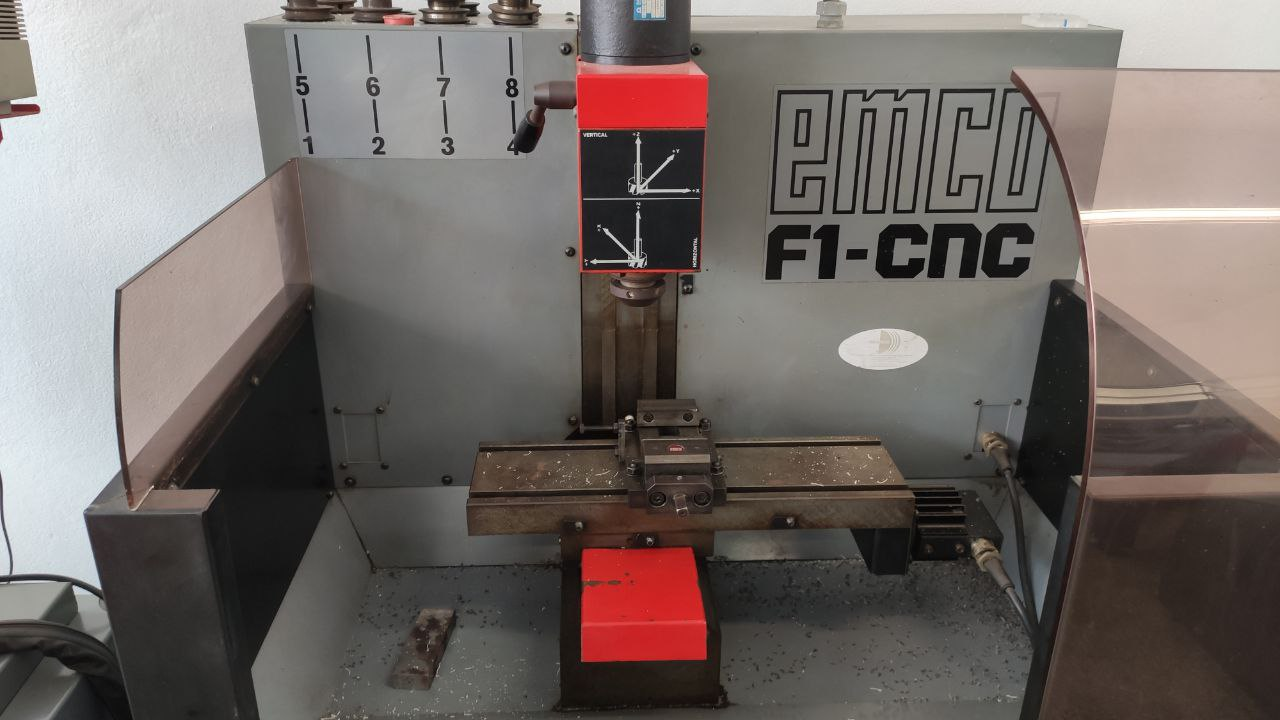 5 6 7 8
1 2 3 4
VERTICAL
+Z
+Y
+X
Z
X
Y
HORIZONTAL
emco
F1-CNC